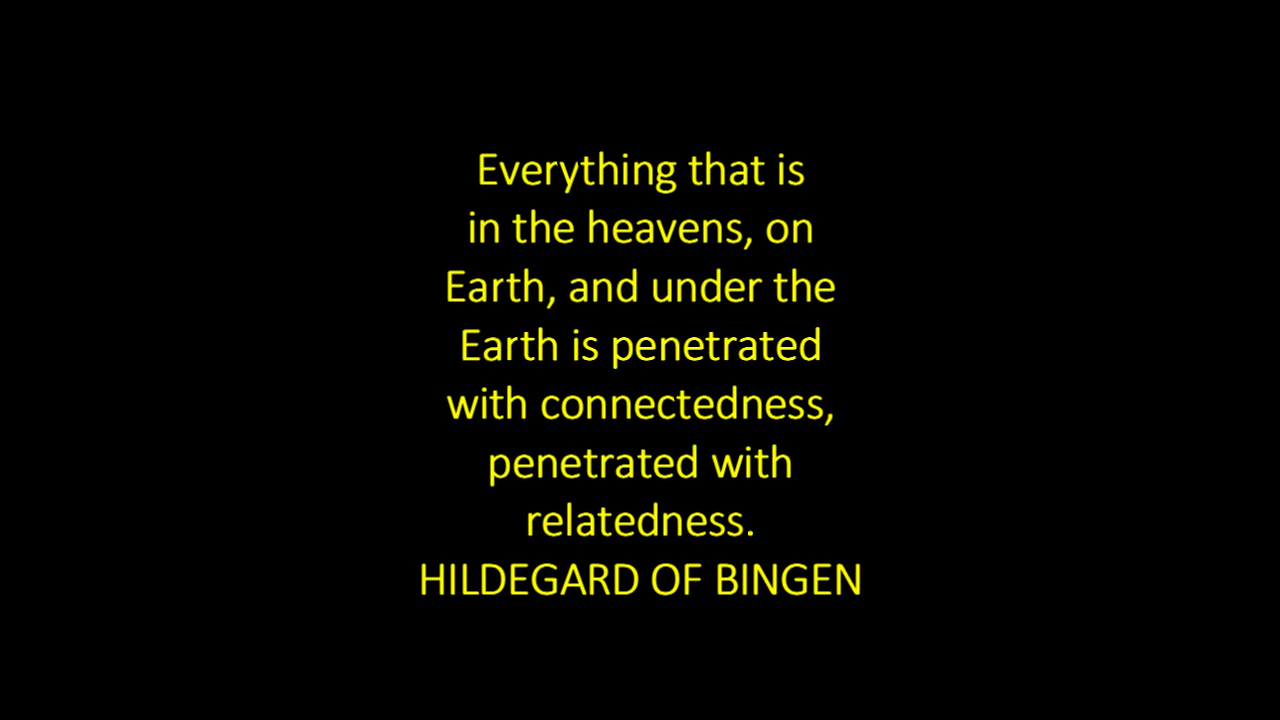 Everything that is
in the heavens, on
Earth, and under the
Earth is penetrated
with connectedness,
penetrated with
relatedness.
HILDEGARD OF BINGEN